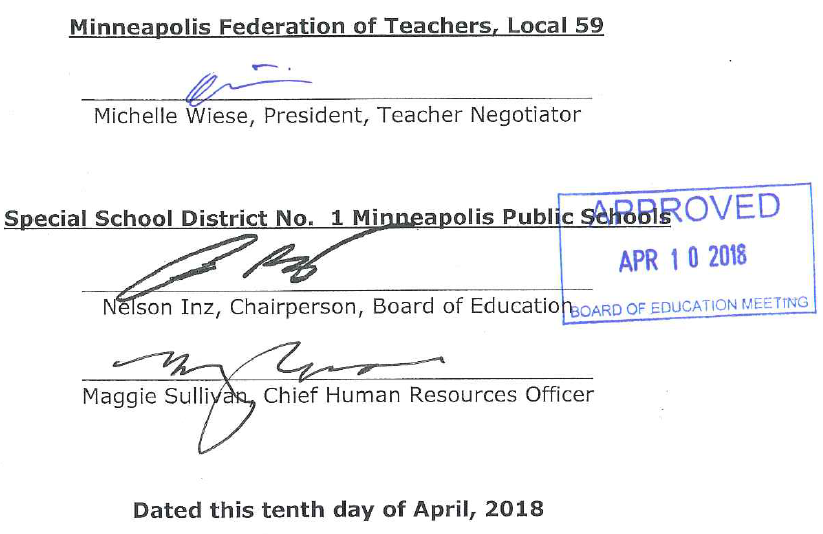 Minneapolis Federation of Teachers, Local 59
Michelle Wiese, President, Teacher Negotiator
Special School District No. 1 Minneapolis Public Schools
APPROVED
APR 10 2018
Nelson Inz, Chairperson, Board of Education
BOARD OF EDUCATION MEETING
Maggie Sullivan, Chief Human Resources Officer
Dated this tenth day of April, 2018